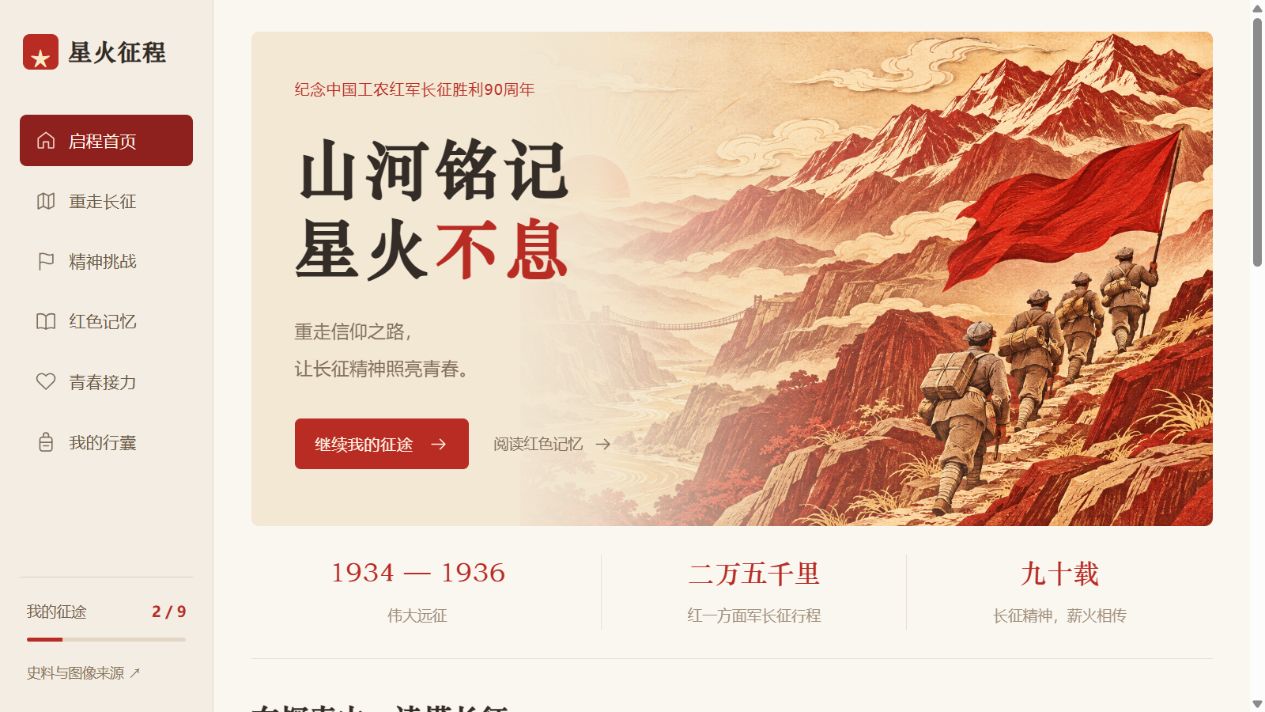 星火征程
启程首页
重走长征
精神挑战
红色记忆
青春接力
我的行囊
我的征途 2 / 9
史料与图像来源 ↗
纪念中国工农红军长征胜利90周年
山河铭记
星火不息
重走信仰之路，
让长征精神照亮青春。
继续我的征途 →
阅读红色记忆 →
1934 — 1936
伟大远征
二万五千里
红一方面军长征行程
九十载
长征精神，薪火相传